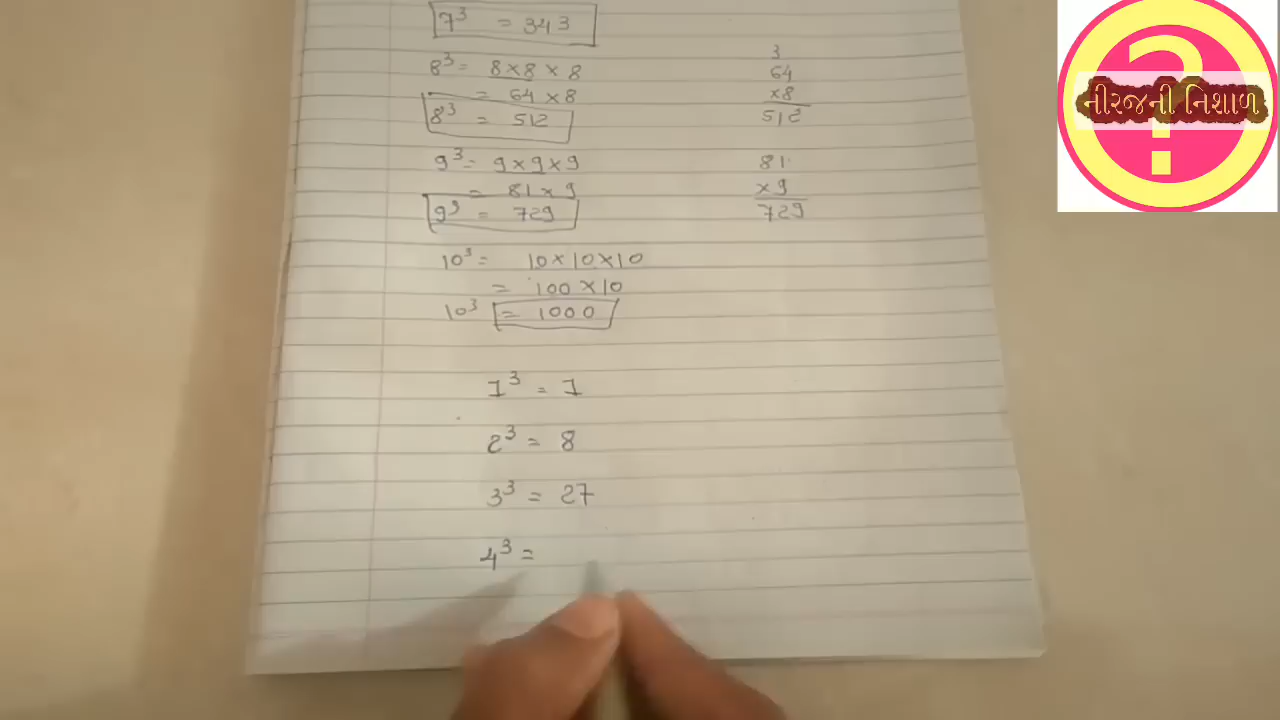 7³ = 343
8³ = 8 × 8 × 8
= 64 × 8
8³ = 512
9³ = 9 × 9 × 9
= 81 × 9
9³ = 729
10³ = 10 × 10 × 10
= 100 × 10
10³ = 1000
1³ = 1
2³ = 8
3³ = 27
4³ =
3
64
×8
512
81
×9
729
?
નીરજની નિશાળ